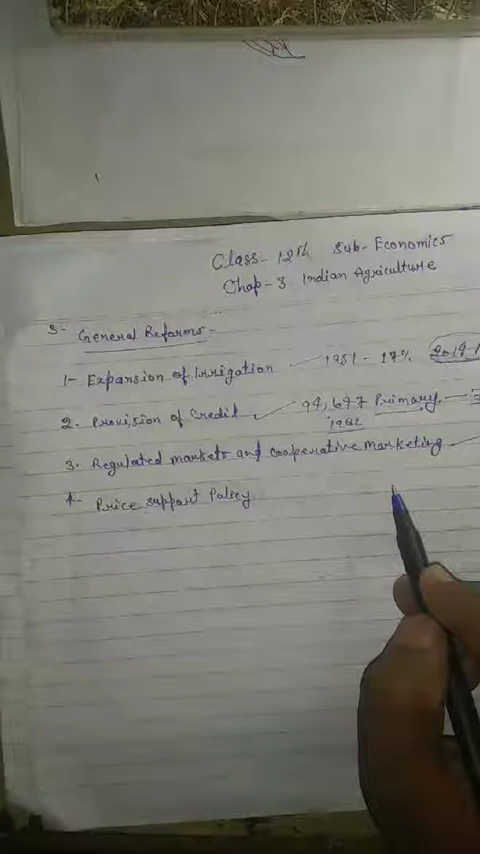 Class- 12th Sub- Economics
Chap-3 Indian Agriculture
3- General Reforms-
1- Expansion of Irrigation 1951 - 17%
2. Provision of Credit 94,647 Primary
1982
3. Regulated markets and cooperative marketing
4- Price support Policy